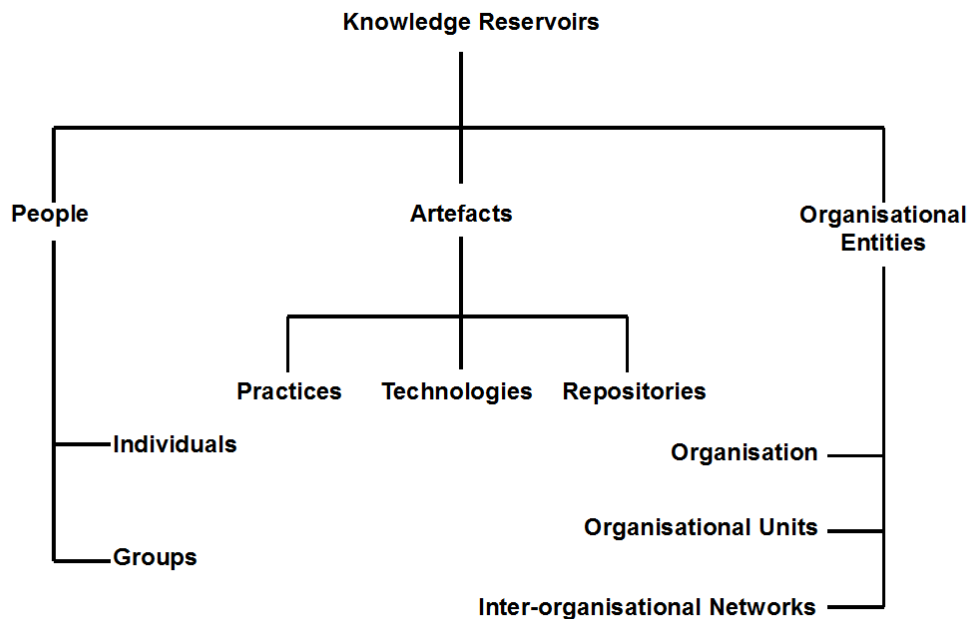 Knowledge Reservoirs
People
Artefacts
Organisational
Entities
Practices
Technologies
Repositories
Individuals
Groups
Organisation
Organisational Units
Inter-organisational Networks